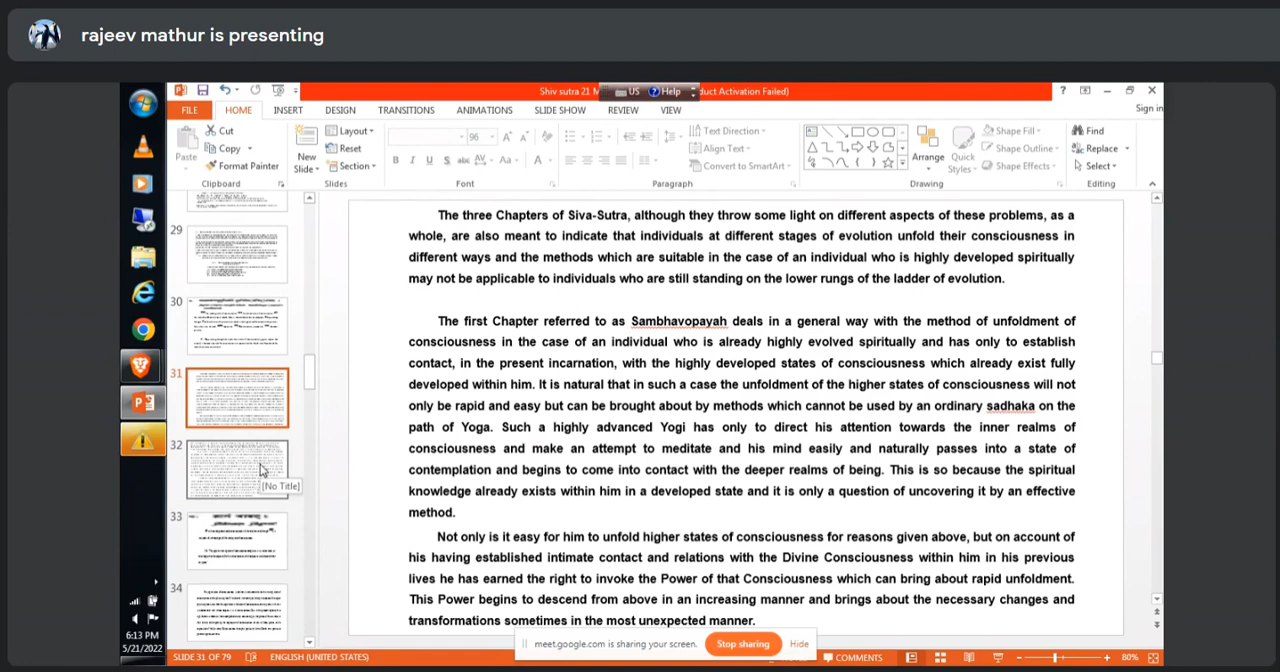 rajeev mathur is presenting
Shiv sutra 21 M
US
Help
duct Activation Failed)
Sign in
FILE
HOME
INSERT
DESIGN
TRANSITIONS
ANIMATIONS
SLIDE SHOW
REVIEW
VIEW
Paste
Cut
Copy
Format Painter
Clipboard
New
Slide
Layout
Reset
Section
Slides
96
B I U S abc AV Aa A
Font
Text Direction
Align Text
Convert to SmartArt
Paragraph
Arrange
Quick
Styles
Shape Fill
Shape Outline
Shape Effects
Drawing
Find
Replace
Select
Editing
29
30
31
32
[No Title]
33
34
The three Chapters of Siva-Sutra, although they throw some light on different aspects of these problems, as a
whole, are also meant to indicate that individuals at different stages of evolution unfold their consciousness in
different ways and the methods which are suitable in the case of an individual who is highly developed spiritually
may not be applicable to individuals who are still standing on the lower rungs of the ladder of evolution.
The first Chapter referred to as deals in a general way with the method of unfoldment of
consciousness in the case of an individual who is already highly evolved spiritually and has only to establish
contact, in the present incarnation, with the highly developed states of consciousness which already exist fully
developed within him. It is natural that in such a case the unfoldment of the higher states of consciousness will not
only be rapid and easy but can be brought about by methods which cannot be used by an ordinary sadhaka on the
path of Yoga. Such a highly advanced Yogi has only to direct his attention towards the inner realms of
consciousness and make an attempt to meditate and his mind easily and naturally passes into a state of
contemplation and begins to come into contact with the deeper realms of being. This is so because the spiritual
knowledge already exists within him in a developed state and it is only a question of uncovering it by an effective
method.
Not only is it easy for him to unfold higher states of consciousness for reasons given above, but on account of
his having established intimate contact and relations with the Divine Consciousness within him in his previous
lives he has earned the right to invoke the Power of that Consciousness which can bring about rapid unfoldment.
This Power begins to descend from above in an increasing manner and brings about the necessary changes and
transformations sometimes in the most unexpected manner.
meet.google.com is sharing your screen.
Stop sharing
Hide
6:13 PM
5/21/2022
SLIDE 31 OF 79
ENGLISH (UNITED STATES)
COMMENTS
80%